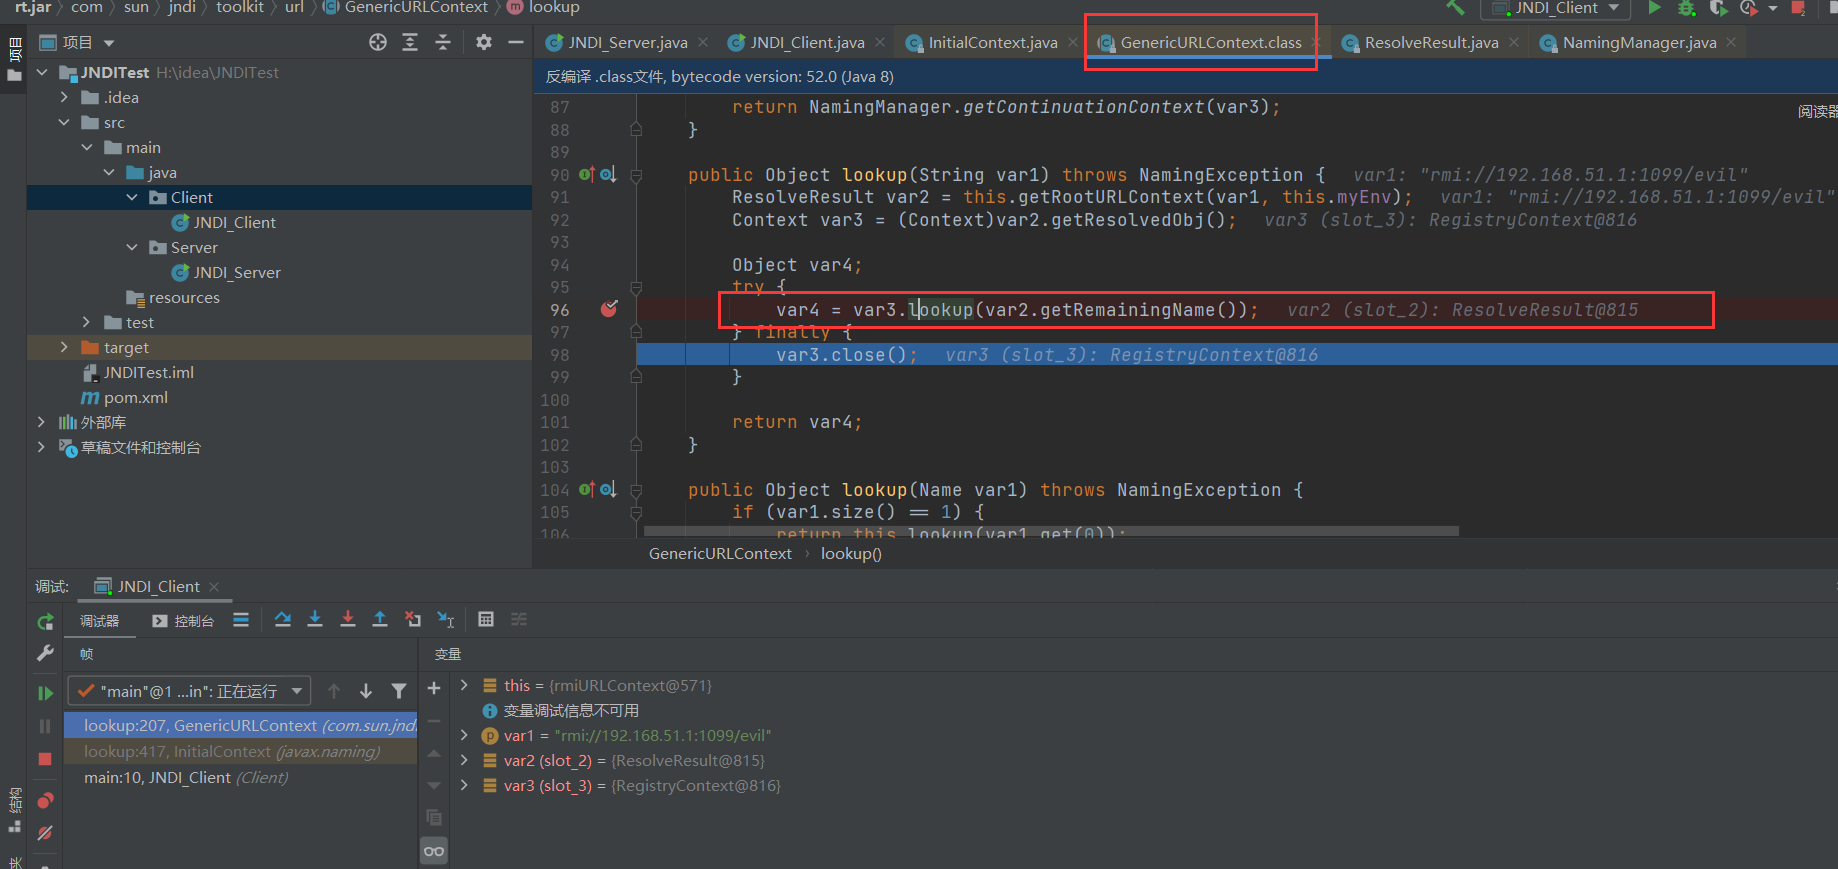 rt.jar com sun jndi toolkit url GenericURLContext lookup
JNDI_Client
项目
项目
JNDI_Server.java JNDI_Client.java InitialContext.java GenericURLContext.class ResolveResult.java NamingManager.java
反编译 .class文件, bytecode version: 52.0 (Java 8)
阅读器
JNDITest H:\idea\JNDITest
.idea
src
main
java
Client
JNDI_Client
Server
JNDI_Server
resources
test
target
JNDITest.iml
pom.xml
外部库
草稿文件和控制台
87 return NamingManager.getContinuationContext(var3);
88 }
89
90 public Object lookup(String var1) throws NamingException { var1: "rmi://192.168.51.1:1099/evil"
91 ResolveResult var2 = this.getRootURLContext(var1, this.myEnv); var1: "rmi://192.168.51.1:1099/evil"
92 Context var3 = (Context)var2.getResolvedObj(); var3 (slot_3): RegistryContext@816
93
94 Object var4;
95 try {
96 var4 = var3.lookup(var2.getRemainingName()); var2 (slot_2): ResolveResult@815
97 } finally {
98 var3.close(); var3 (slot_3): RegistryContext@816
99 }
100
101 return var4;
102 }
103
104 public Object lookup(Name var1) throws NamingException {
105 if (var1.size() == 1) {
106 return this.lookup(var1.get(0));
GenericURLContext lookup()
调试: JNDI_Client
调试器 控制台
帧
变量
"main"@1 ...in": 正在运行
lookup:207, GenericURLContext (com.sun.jndi.
lookup:417, InitialContext (javax.naming)
main:10, JNDI_Client (Client)
this = {rmiURLContext@571}
变量调试信息不可用
var1 = "rmi://192.168.51.1:1099/evil"
var2 (slot_2) = {ResolveResult@815}
var3 (slot_3) = {RegistryContext@816}
结构